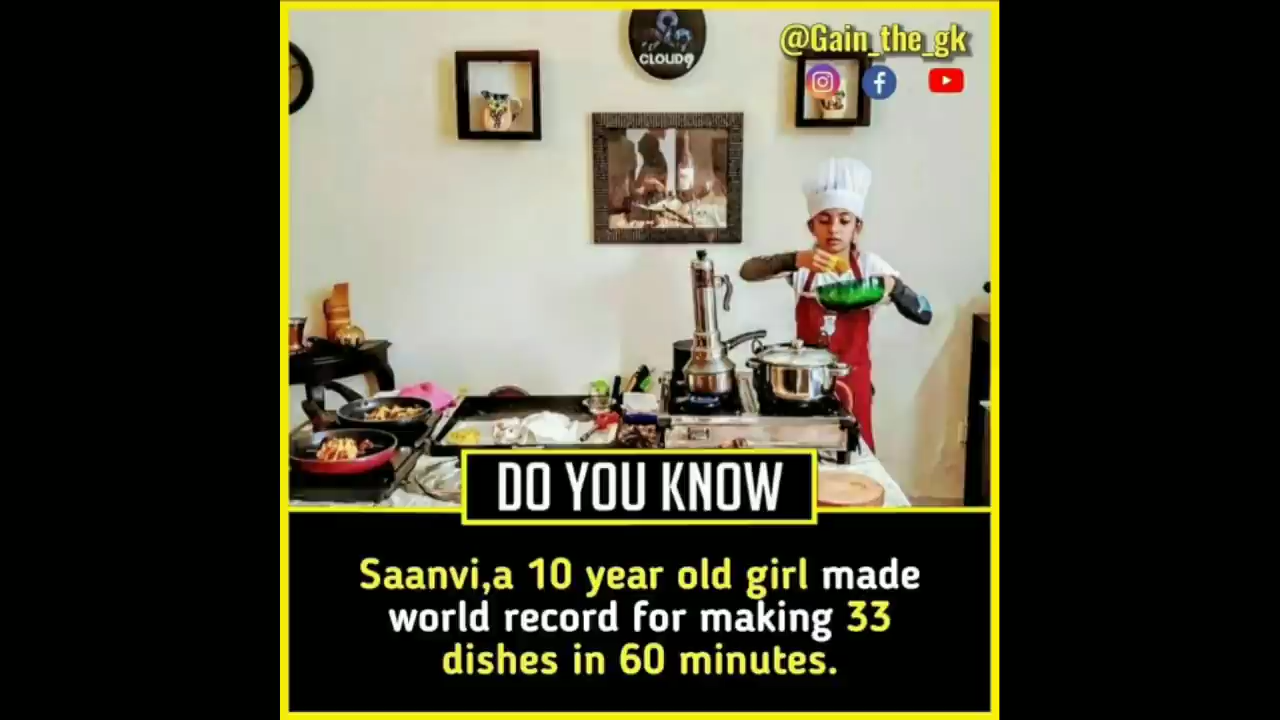 @Gain_the_gk
CLOUD9
DO YOU KNOW
Saanvi,a 10 year old girl made
world record for making 33
dishes in 60 minutes.